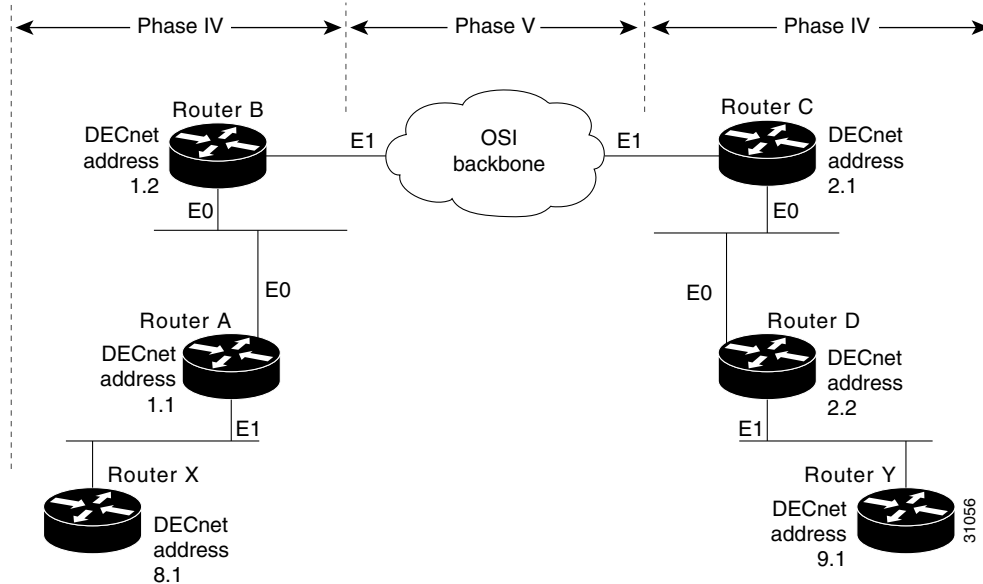 Phase IV
Phase V
Phase IV
Router B
DECnet
address
1.2
E1
OSI
backbone
E1
Router C
DECnet
address
2.1
E0
E0
E0
E0
Router A
DECnet
address
1.1
Router D
DECnet
address
2.2
E1
E1
Router X
DECnet
address
8.1
Router Y
DECnet
address
9.1
31056